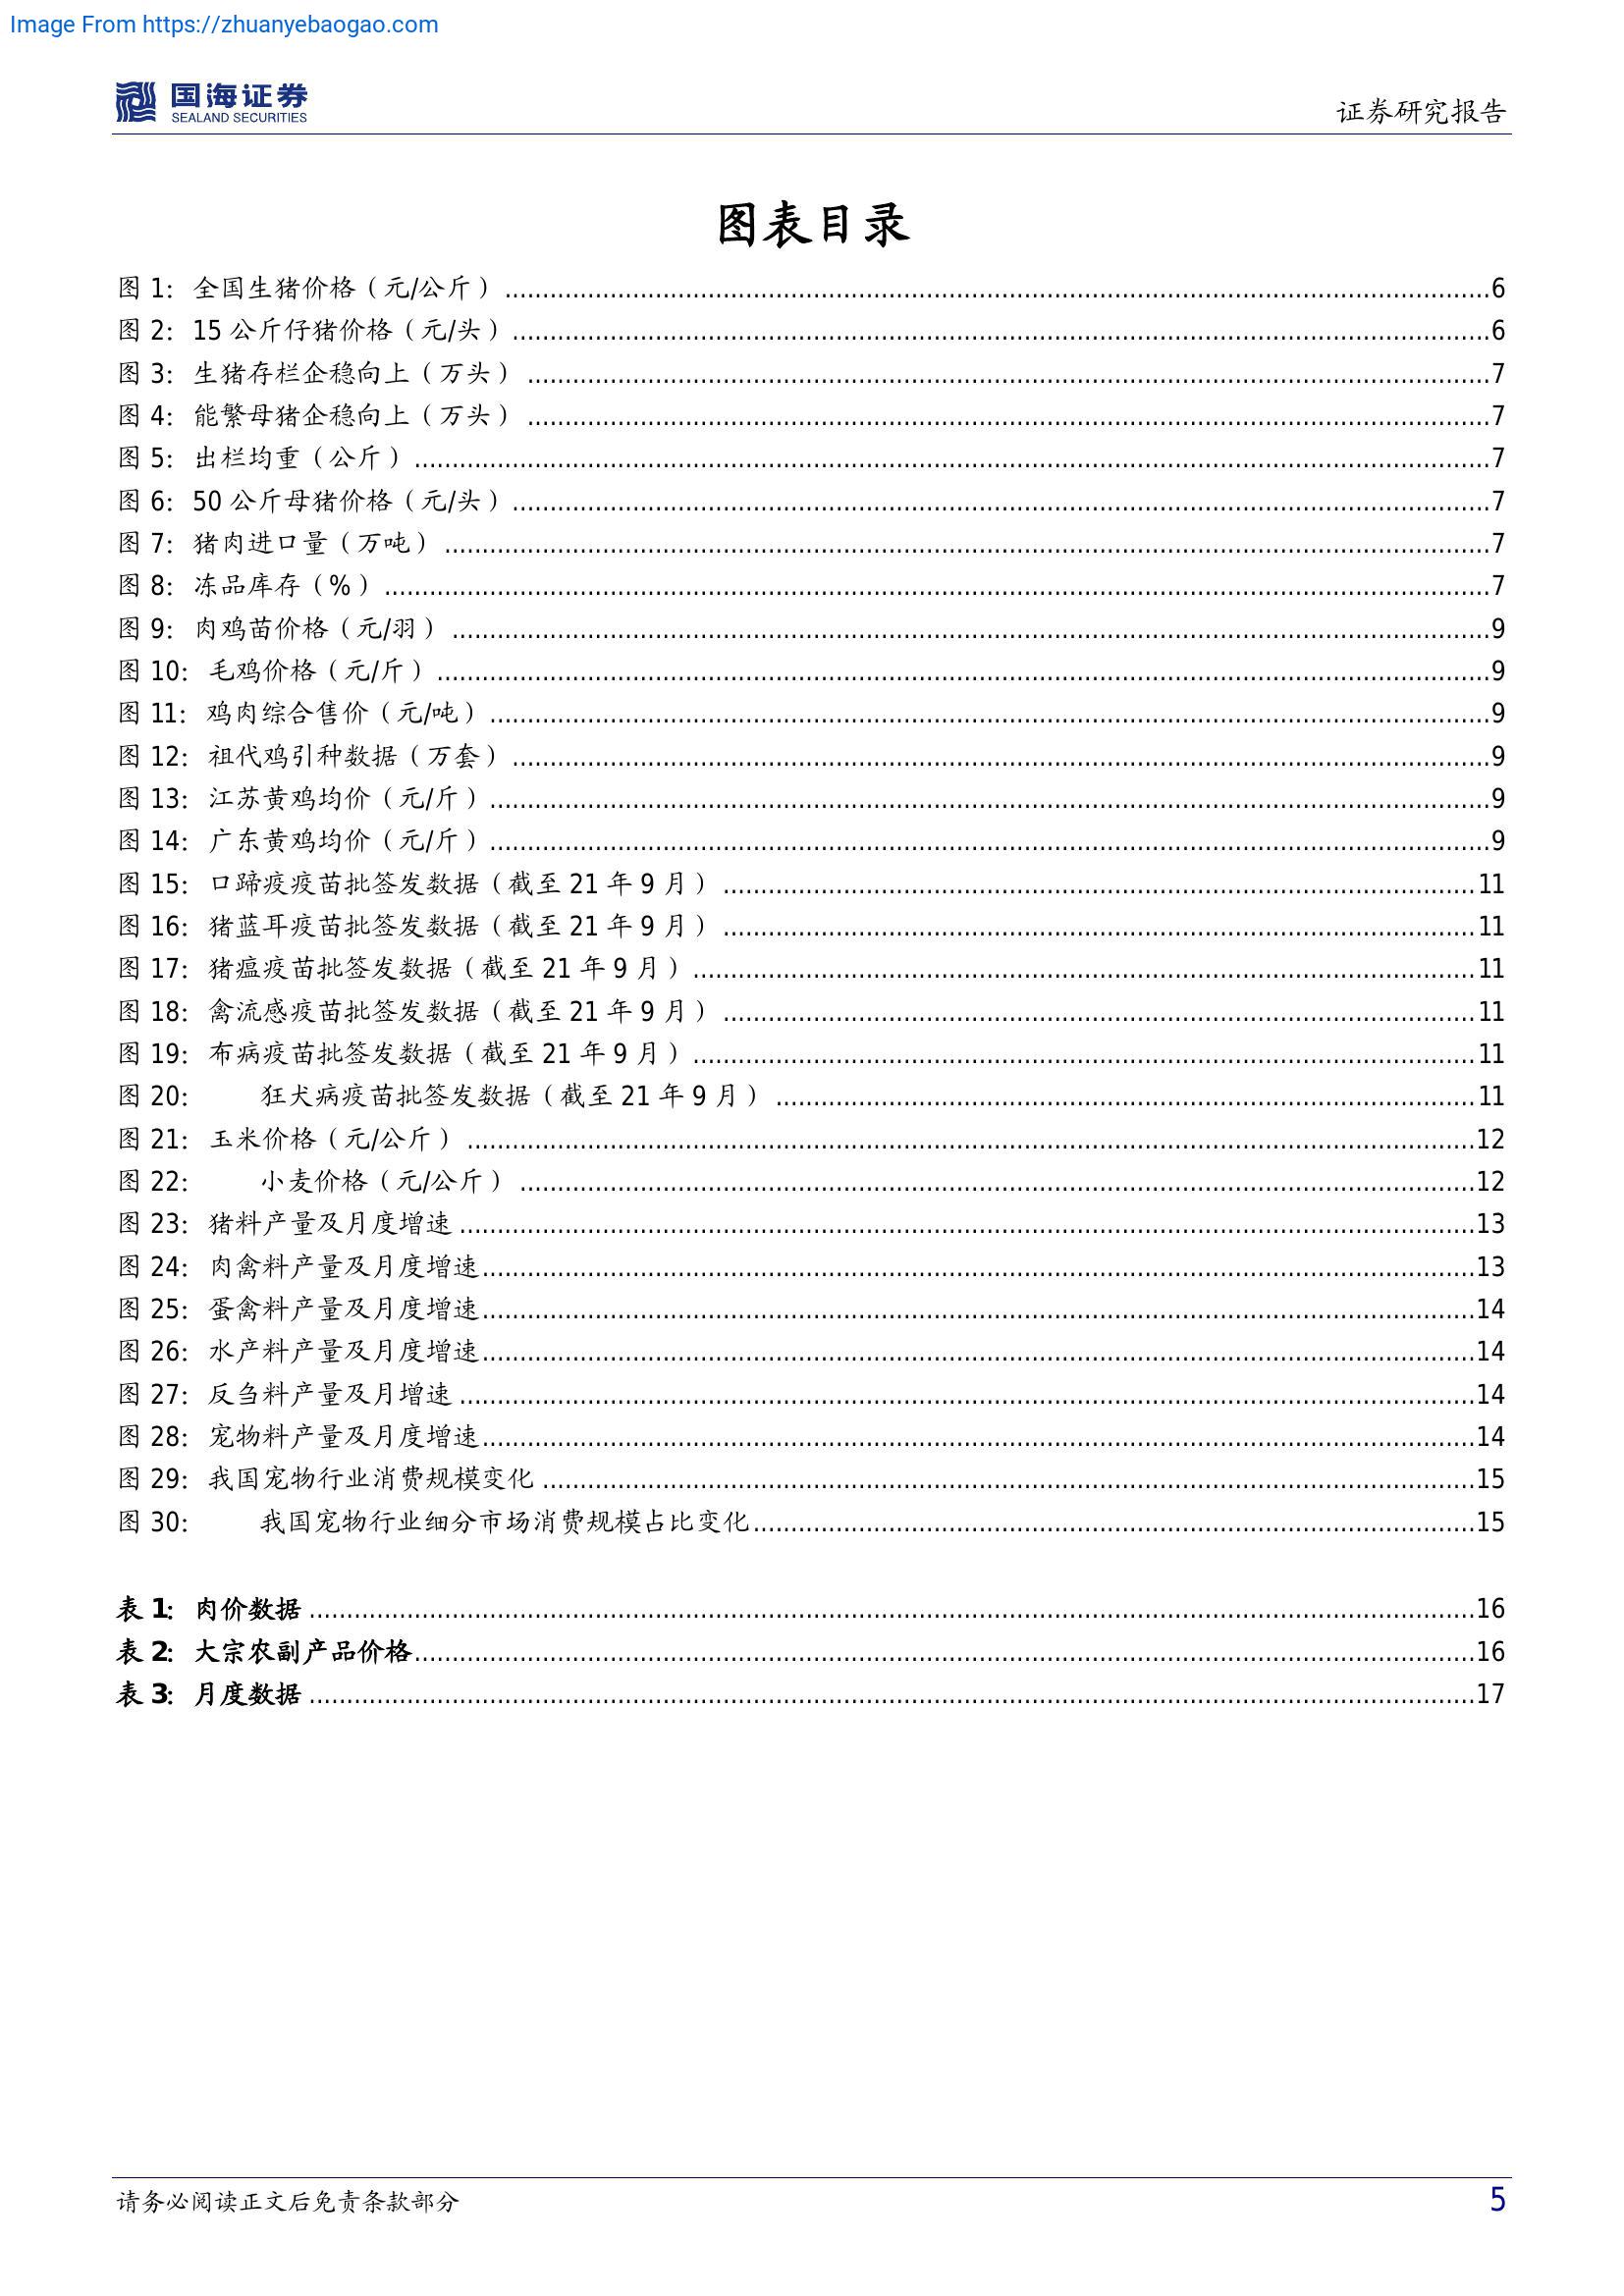 Image From https://zhuanyebaogao.com
国海证券
SEALAND SECURITIES
证券研究报告
图表目录
图 1: 全国生猪价格（元/公斤）........6
图 2: 15 公斤仔猪价格（元/头）........6
图 3: 生猪存栏企稳向上（万头）........7
图 4: 能繁母猪企稳向上（万头）........7
图 5: 出栏均重（公斤）........7
图 6: 50 公斤母猪价格（元/头）........7
图 7: 猪肉进口量（万吨）........7
图 8: 冻品库存（%）........7
图 9: 肉鸡苗价格（元/羽）........9
图 10: 毛鸡价格（元/斤）........9
图 11: 鸡肉综合售价（元/吨）........9
图 12: 祖代鸡引种数据（万套）........9
图 13: 江苏黄鸡均价（元/斤）........9
图 14: 广东黄鸡均价（元/斤）........9
图 15: 口蹄疫疫苗批签发数据（截至 21 年 9 月）........11
图 16: 猪蓝耳疫苗批签发数据（截至 21 年 9 月）........11
图 17: 猪瘟疫苗批签发数据（截至 21 年 9 月）........11
图 18: 禽流感疫苗批签发数据（截至 21 年 9 月）........11
图 19: 布病疫苗批签发数据（截至 21 年 9 月）........11
图 20: 狂犬病疫苗批签发数据（截至 21 年 9 月）........11
图 21: 玉米价格（元/公斤）........12
图 22: 小麦价格（元/公斤）........12
图 23: 猪料产量及月度增速........13
图 24: 肉禽料产量及月度增速........13
图 25: 蛋禽料产量及月度增速........14
图 26: 水产料产量及月度增速........14
图 27: 反刍料产量及月增速........14
图 28: 宠物料产量及月度增速........14
图 29: 我国宠物行业消费规模变化........15
图 30: 我国宠物行业细分市场消费规模占比变化........15
表 1: 肉价数据........16
表 2: 大宗农副产品价格........16
表 3: 月度数据........17
请务必阅读正文后免责条款部分
5